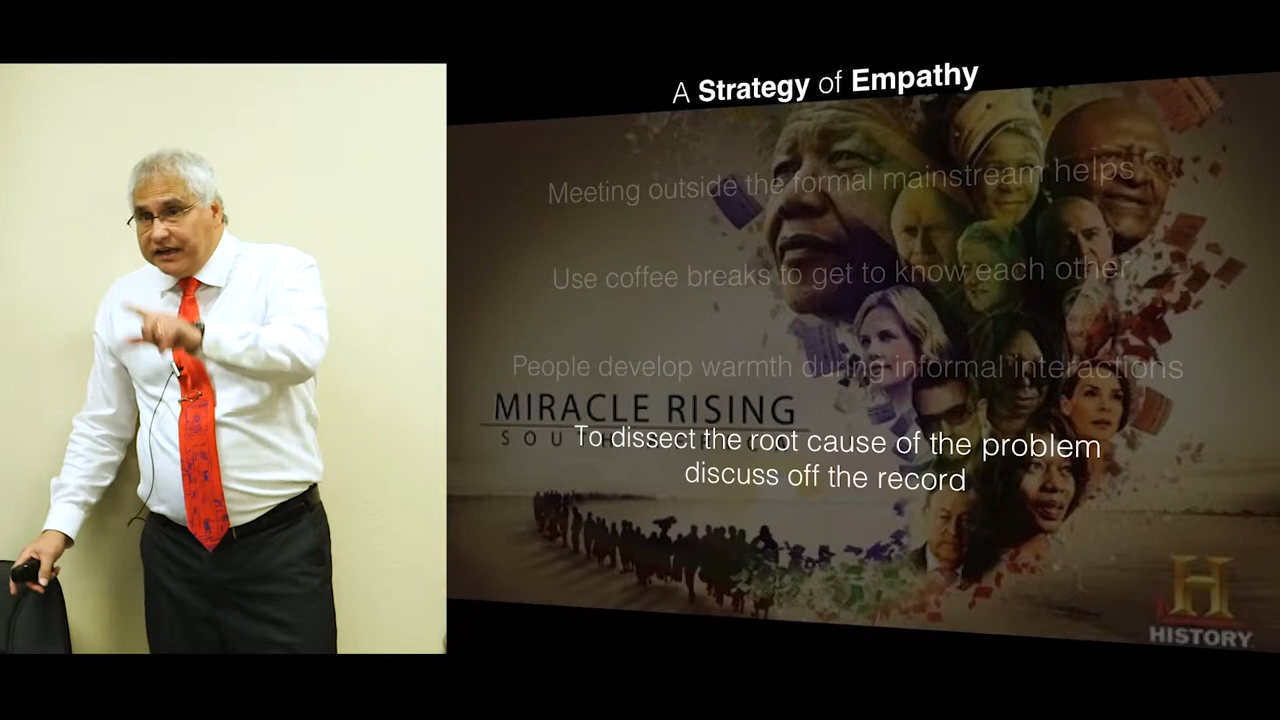 A Strategy of Empathy
Meeting outside the formal mainstream helps
Use coffee breaks to get to know each other
People develop warmth during informal interactions
MIRACLE RISING
SOUTH
To dissect the root cause of the problem
discuss off the record
H
HISTORY